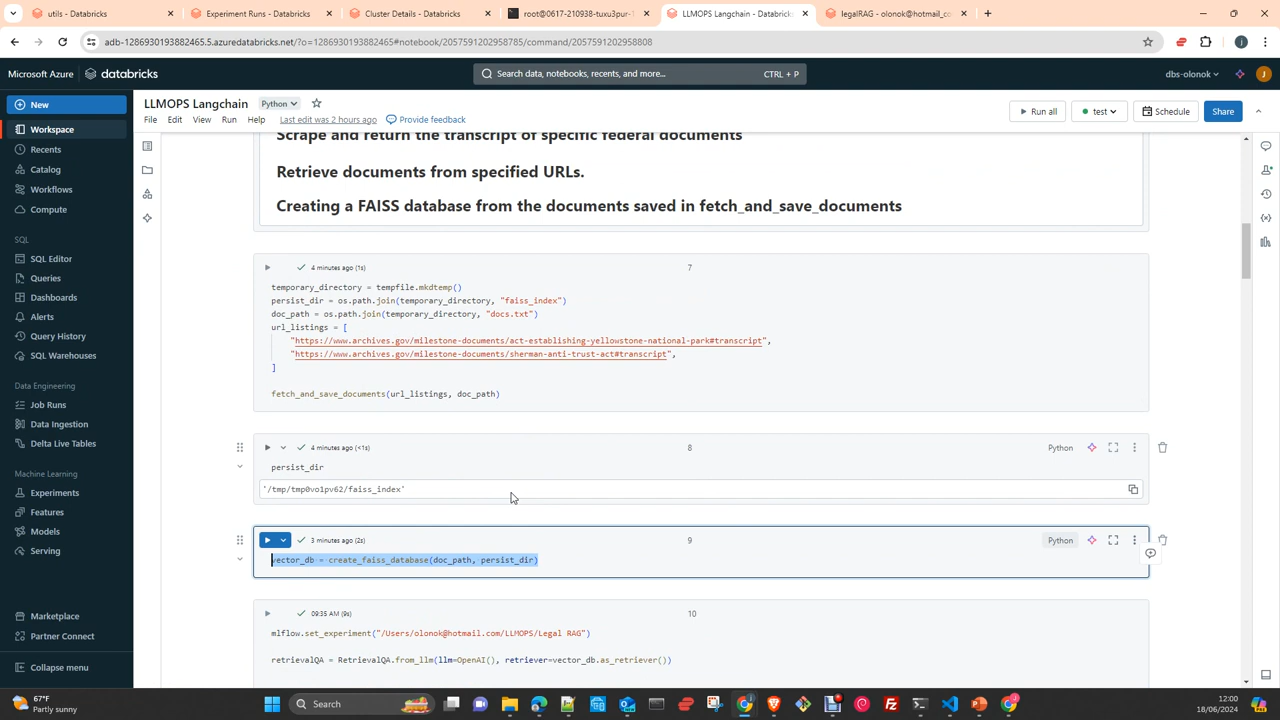 utils - Databricks
Experiment Runs - Databricks
Cluster Details - Databricks
root@0617-210938-tuxu3pur-1
LLMOPS Langchain - Databricks
legalRAG - olonok@hotmail_co
adb-1286930193882465.5.azuredatabricks.net/?o=1286930193882465#notebook/2057591202958785/command/2057591202958808
Microsoft Azure
databricks
Search data, notebooks, recents, and more...
CTRL + P
dbs-olonok
J
New
Workspace
Recents
Catalog
Workflows
Compute
SQL
SQL Editor
Queries
Dashboards
Alerts
Query History
SQL Warehouses
Data Engineering
Job Runs
Data Ingestion
Delta Live Tables
Machine Learning
Experiments
Features
Models
Serving
Marketplace
Partner Connect
Collapse menu
LLMOPS Langchain
Python
File Edit View Run Help Last edit was 2 hours ago Provide feedback
Run all
test
Schedule
Share
Scrape and return the transcript of specific federal documents
Retrieve documents from specified URLs.
Creating a FAISS database from the documents saved in fetch_and_save_documents
4 minutes ago (1s)
7
temporary_directory = tempfile.mkdtemp()
persist_dir = os.path.join(temporary_directory, "faiss_index")
doc_path = os.path.join(temporary_directory, "docs.txt")
url_listings = [
"https://www.archives.gov/milestone-documents/act-establishing-yellowstone-national-park#transcript",
"https://www.archives.gov/milestone-documents/sherman-anti-trust-act#transcript",
]
fetch_and_save_documents(url_listings, doc_path)
4 minutes ago (<1s)
8
Python
persist_dir
'/tmp/tmp0vo1pv62/faiss_index'
3 minutes ago (2s)
9
Python
vector_db = create_faiss_database(doc_path, persist_dir)
09:35 AM (9s)
10
mlflow.set_experiment("/Users/olonok@hotmail.com/LLMOPS/Legal RAG")
retrievalQA = RetrievalQA.from_llm(llm=OpenAI(), retriever=vector_db.as_retriever())
67°F
Partly sunny
Search
12:00
18/06/2024